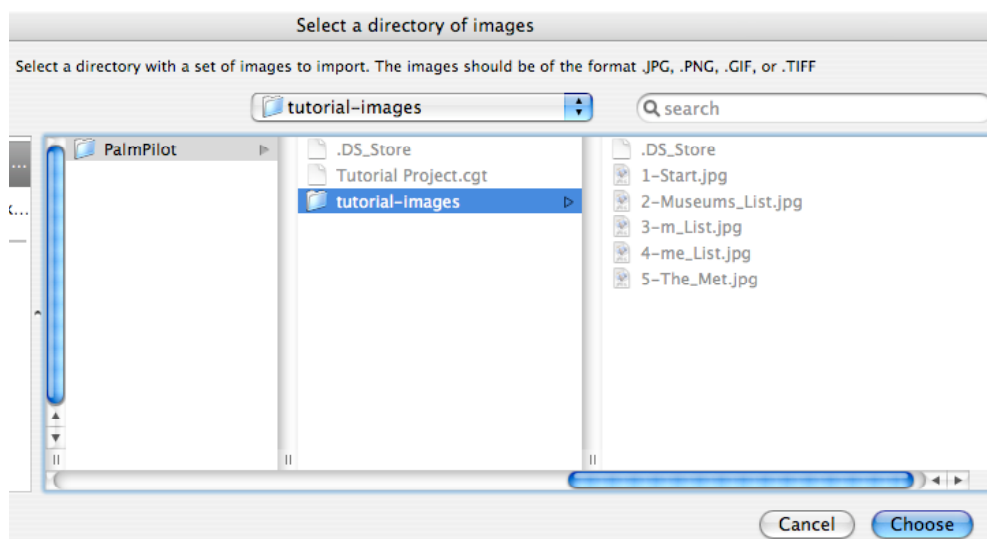 Select a directory of images
Select a directory with a set of images to import. The images should be of the format .JPG, .PNG, .GIF, or .TIFF
tutorial-images
search
...
PalmPilot
.DS_Store
Tutorial Project.cgt
tutorial-images
.DS_Store
1-Start.jpg
2-Museums_List.jpg
3-m_List.jpg
4-me_List.jpg
5-The_Met.jpg
Cancel
Choose